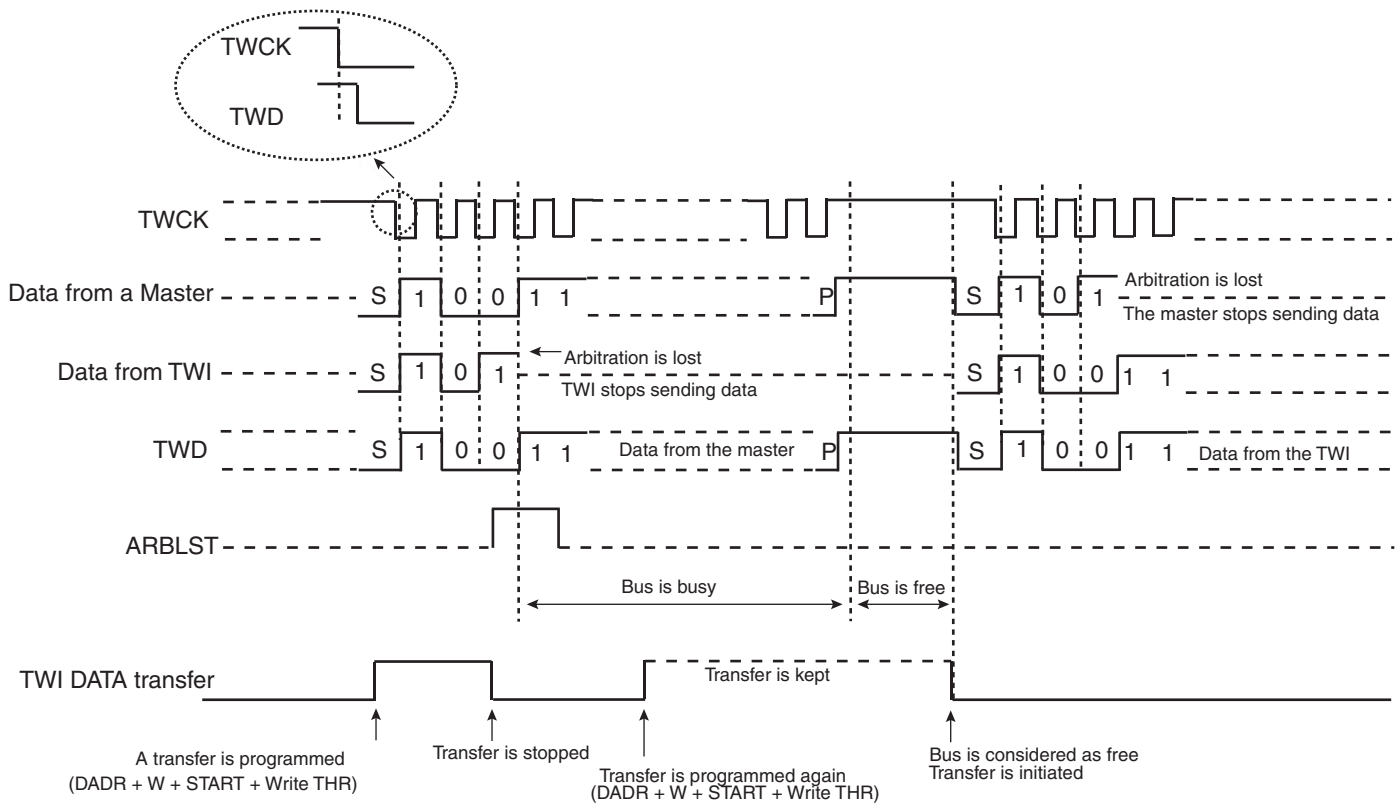 TWCK
TWD
TWCK
Data from a Master S 1 0 0 1 1 P S 1 0 1 Arbitration is lost
The master stops sending data
Data from TWI S 1 0 1 Arbitration is lost
TWI stops sending data
S 1 0 0 1 1
TWD S 1 0 0 1 1 Data from the master P S 1 0 0 1 1 Data from the TWI
ARBLST
Bus is busy Bus is free
TWI DATA transfer Transfer is kept
A transfer is programmed
(DADR + W + START + Write THR)
Transfer is stopped
Transfer is programmed again
(DADR + W + START + Write THR)
Bus is considered as free
Transfer is initiated